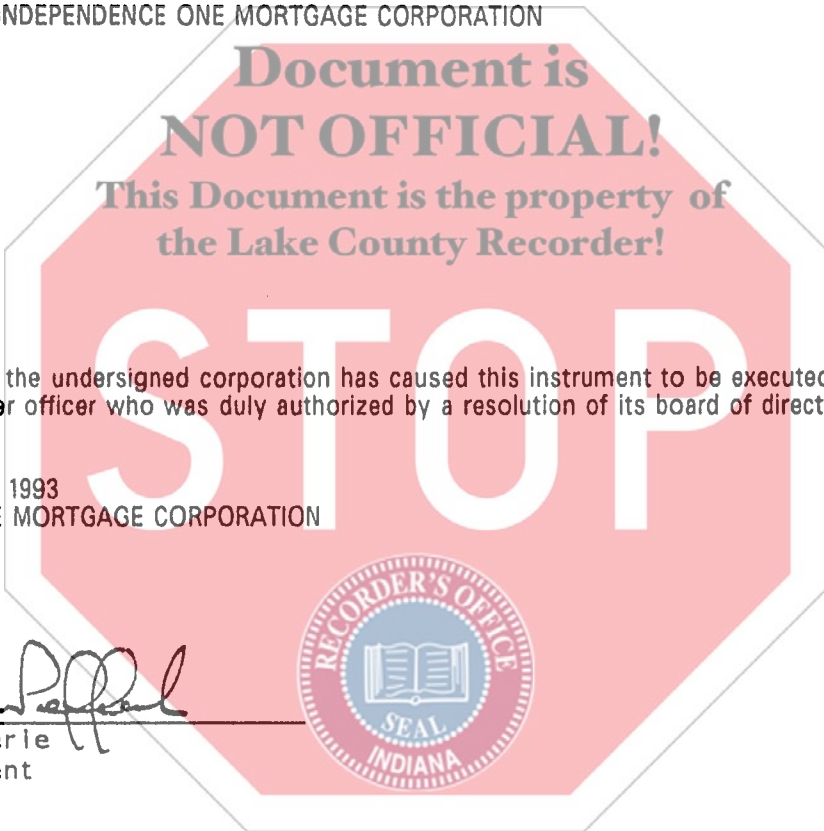 NDEPENDENCE ONE MORTGAGE CORPORATION
Document is
NOT OFFICIAL!
This Document is the property of
the Lake County Recorder!
STOP
the undersigned corporation has caused this instrument to be executed
r officer who was duly authorized by a resolution of its board of direct
1993
MORTGAGE CORPORATION
RECORDER'S OFFICE
SEAL
INDIANA
rie
nt